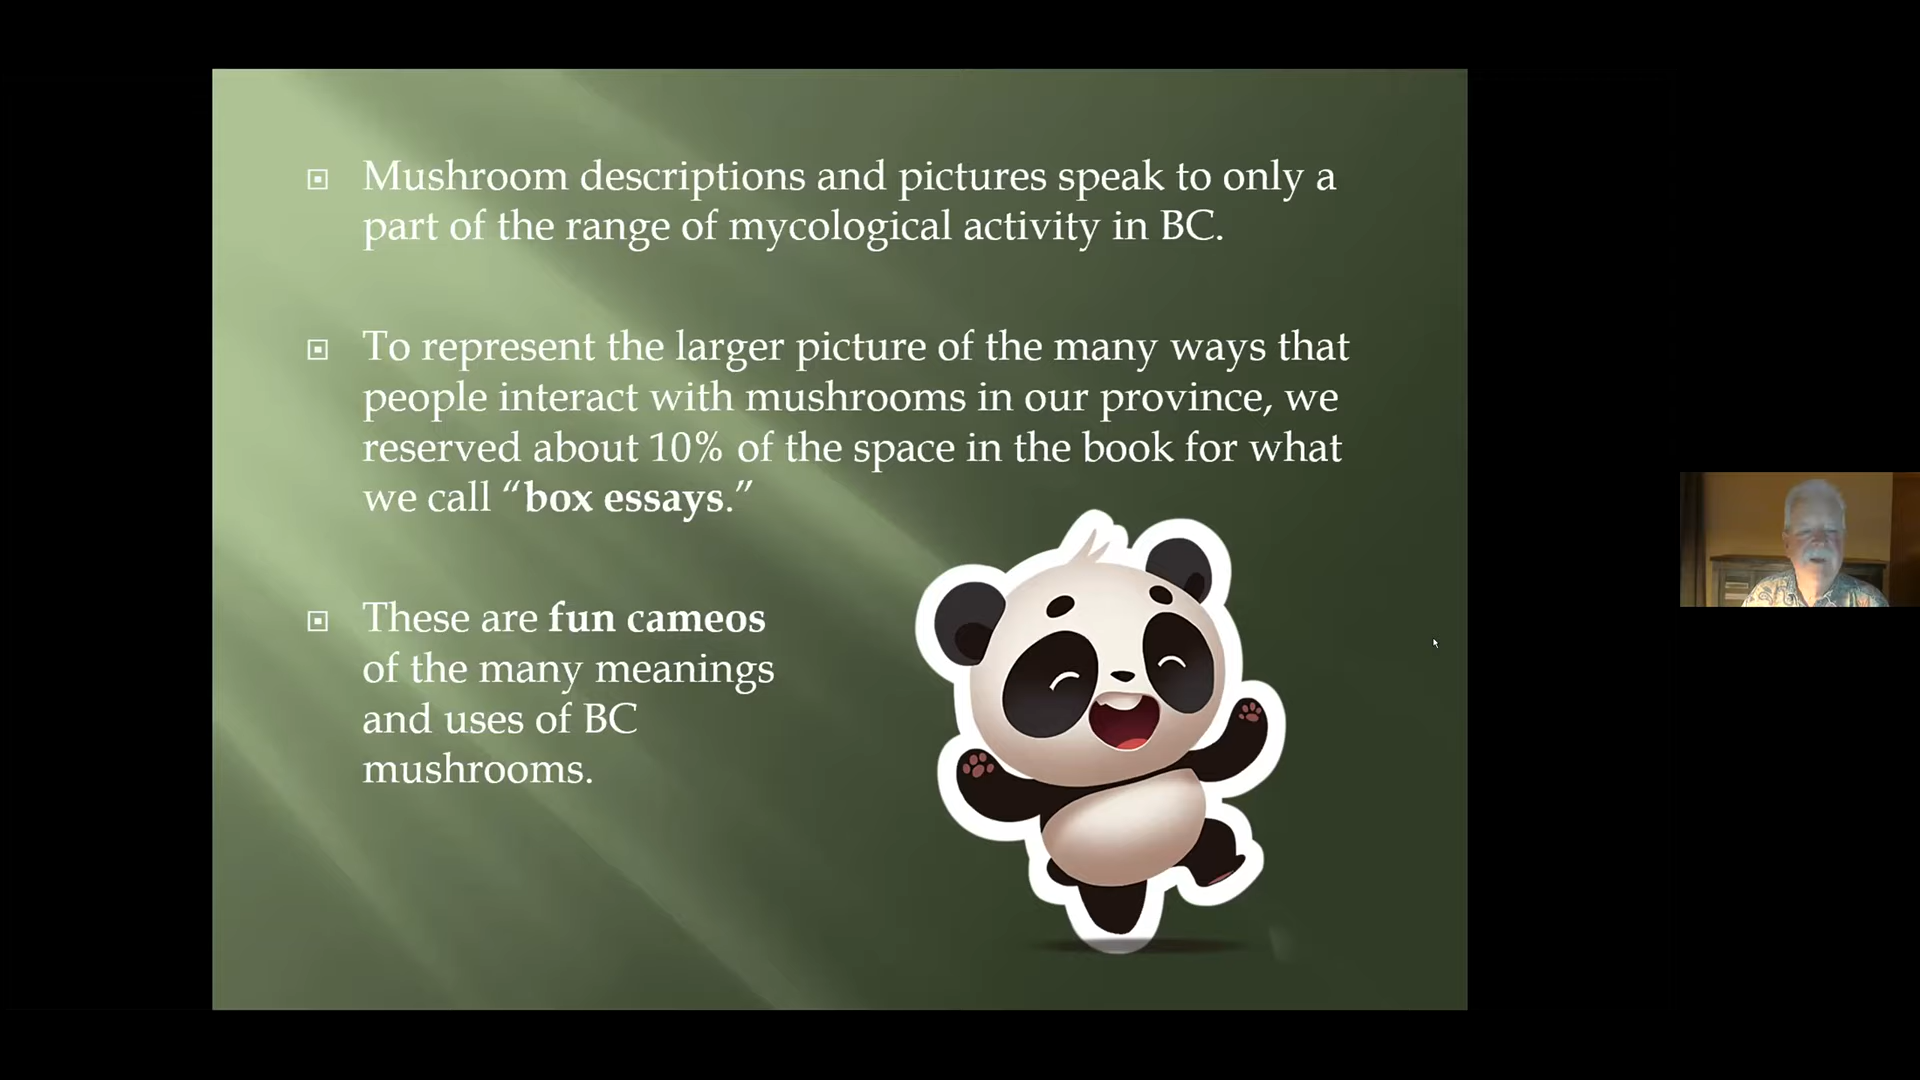 Mushroom descriptions and pictures speak to only a
part of the range of mycological activity in BC.
To represent the larger picture of the many ways that
people interact with mushrooms in our province, we
reserved about 10% of the space in the book for what
we call “box essays.”
These are fun cameos
of the many meanings
and uses of BC
mushrooms.